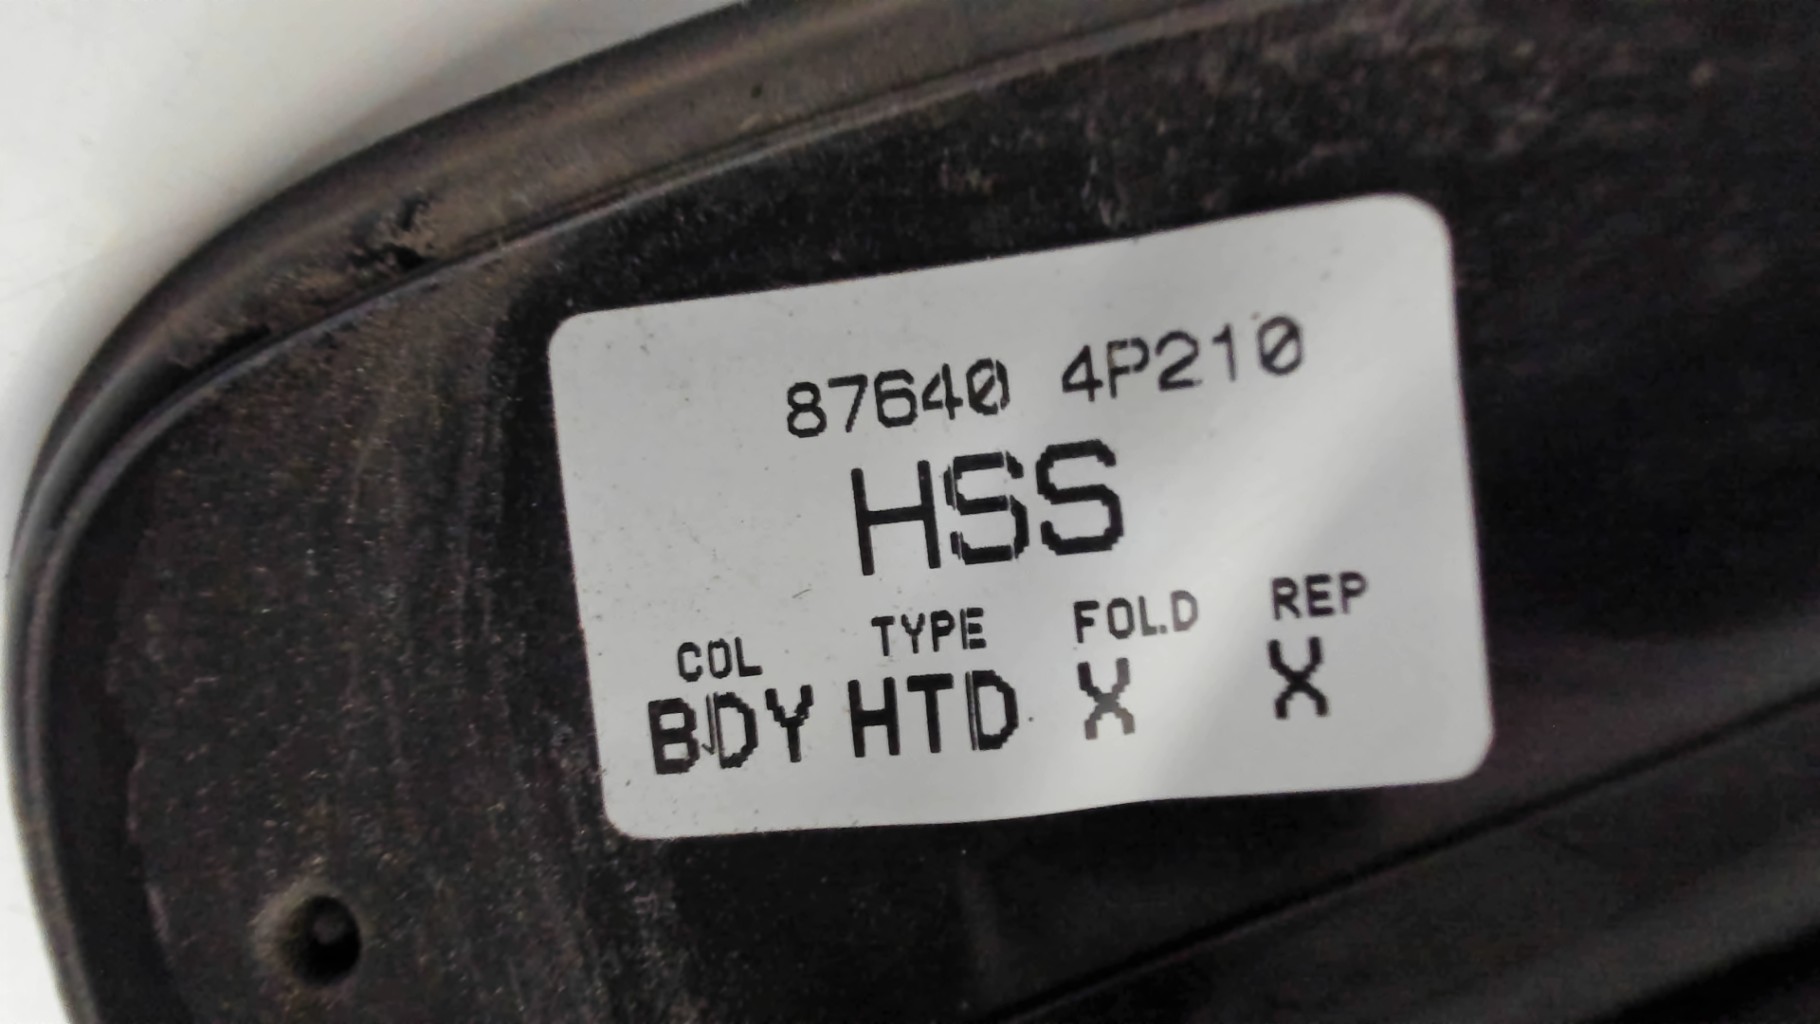 87640 4P210
HSS
COL TYPE FOLD REP
BDY HTD X X